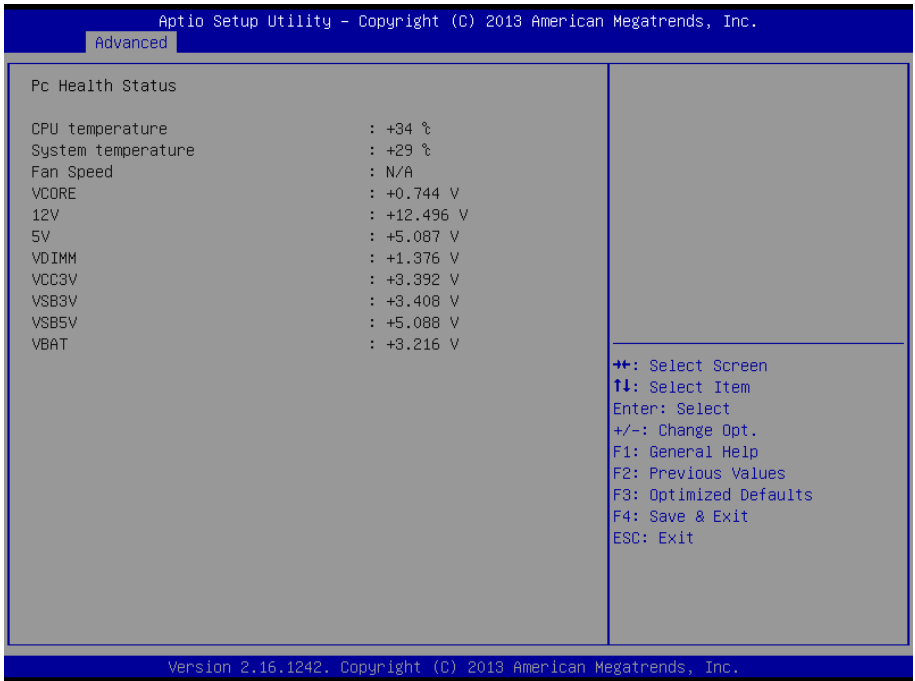 Aptio Setup Utility – Copyright (C) 2013 American Megatrends, Inc.
Advanced
Pc Health Status
CPU temperature : +34 ℃
System temperature : +29 ℃
Fan Speed : N/A
VCORE : +0.744 V
12V : +12.496 V
5V : +5.087 V
VDIMM : +1.376 V
VCC3V : +3.392 V
VSB3V : +3.408 V
VSB5V : +5.088 V
VBAT : +3.216 V
→←: Select Screen
↑↓: Select Item
Enter: Select
+/-: Change Opt.
F1: General Help
F2: Previous Values
F3: Optimized Defaults
F4: Save & Exit
ESC: Exit
Version 2.16.1242. Copyright (C) 2013 American Megatrends, Inc.